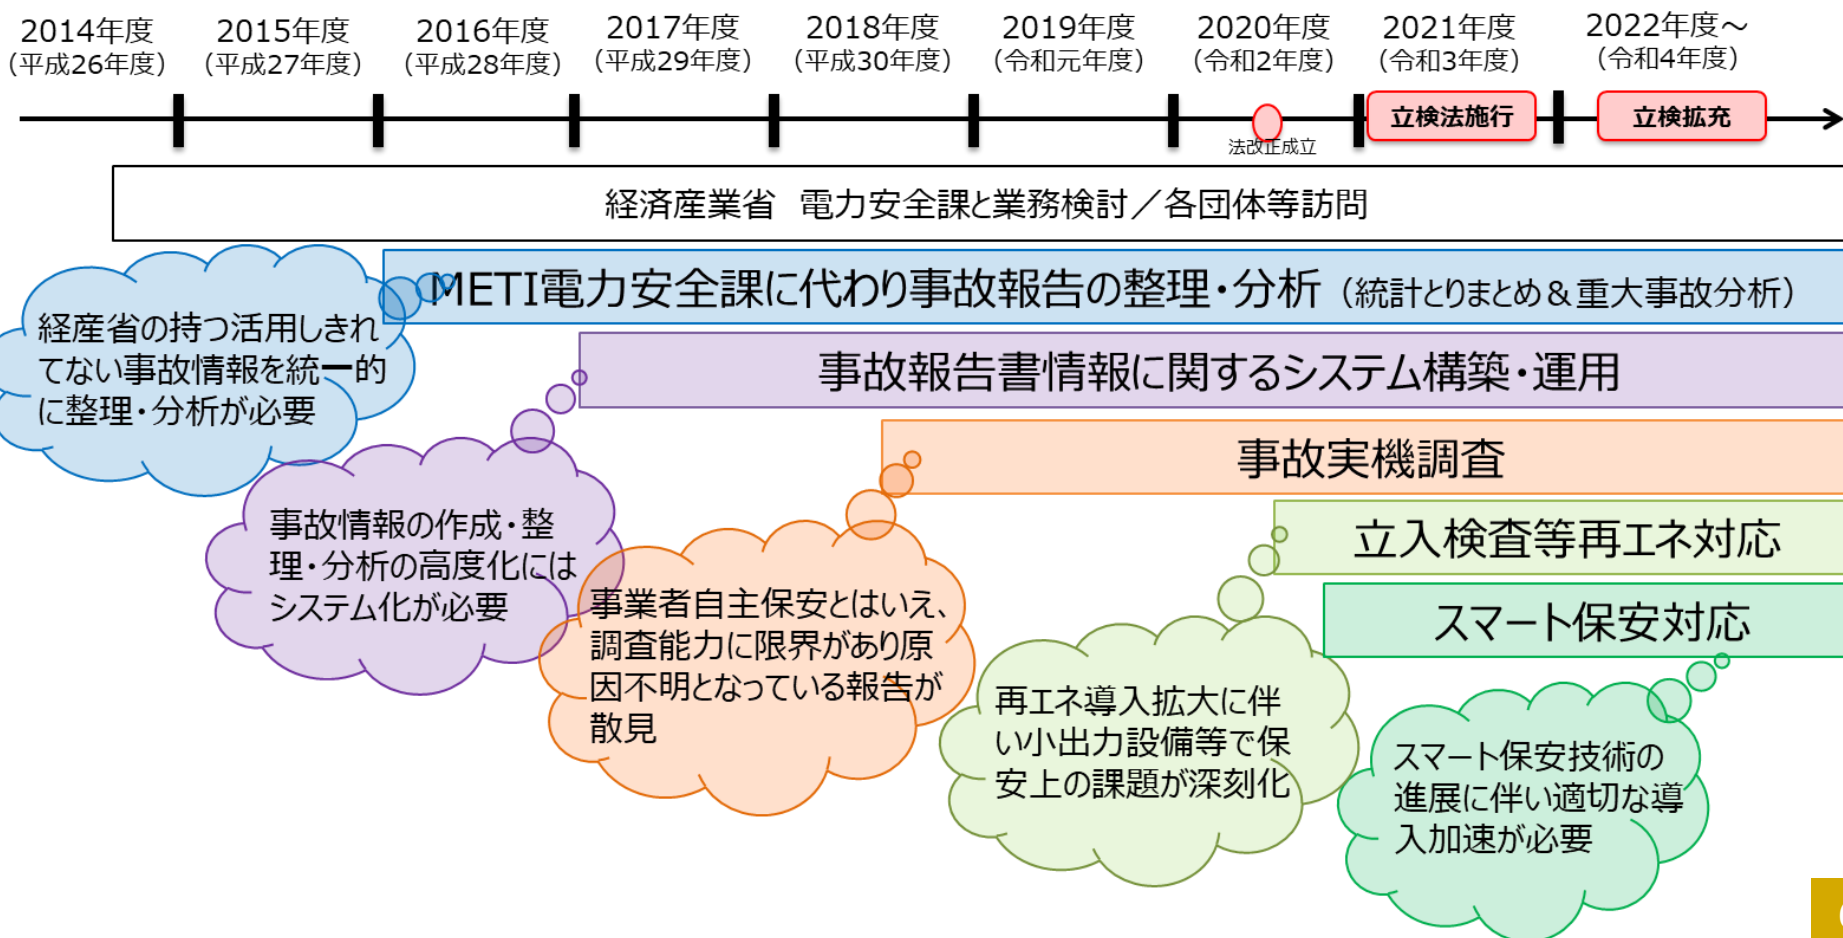 2014年度 2015年度 2016年度 2017年度 2018年度 2019年度 2020年度 2021年度 2022年度～
（平成26年度） （平成27年度） （平成28年度） （平成29年度） （平成30年度） （令和元年度） （令和2年度） （令和3年度） （令和4年度）
立検法施行 立検拡充
法改正成立
経済産業省　電力安全課と業務検討／各団体等訪問
METI電力安全課に代わり事故報告の整理・分析（統計とりまとめ＆重大事故分析）
経産省の持つ活用しきれ
てない事故情報を統一的
に整理・分析が必要
事故報告書情報に関するシステム構築・運用
事故情報の作成・整
理・分析の高度化には
システム化が必要
事故実機調査
事業者自主保安とはいえ、
調査能力に限界があり原
因不明となっている報告が
散見
立入検査等再エネ対応
再エネ導入拡大に伴
い小出力設備等で保
安上の課題が深刻化
スマート保安対応
スマート保安技術の
進展に伴い適切な導
入加速が必要